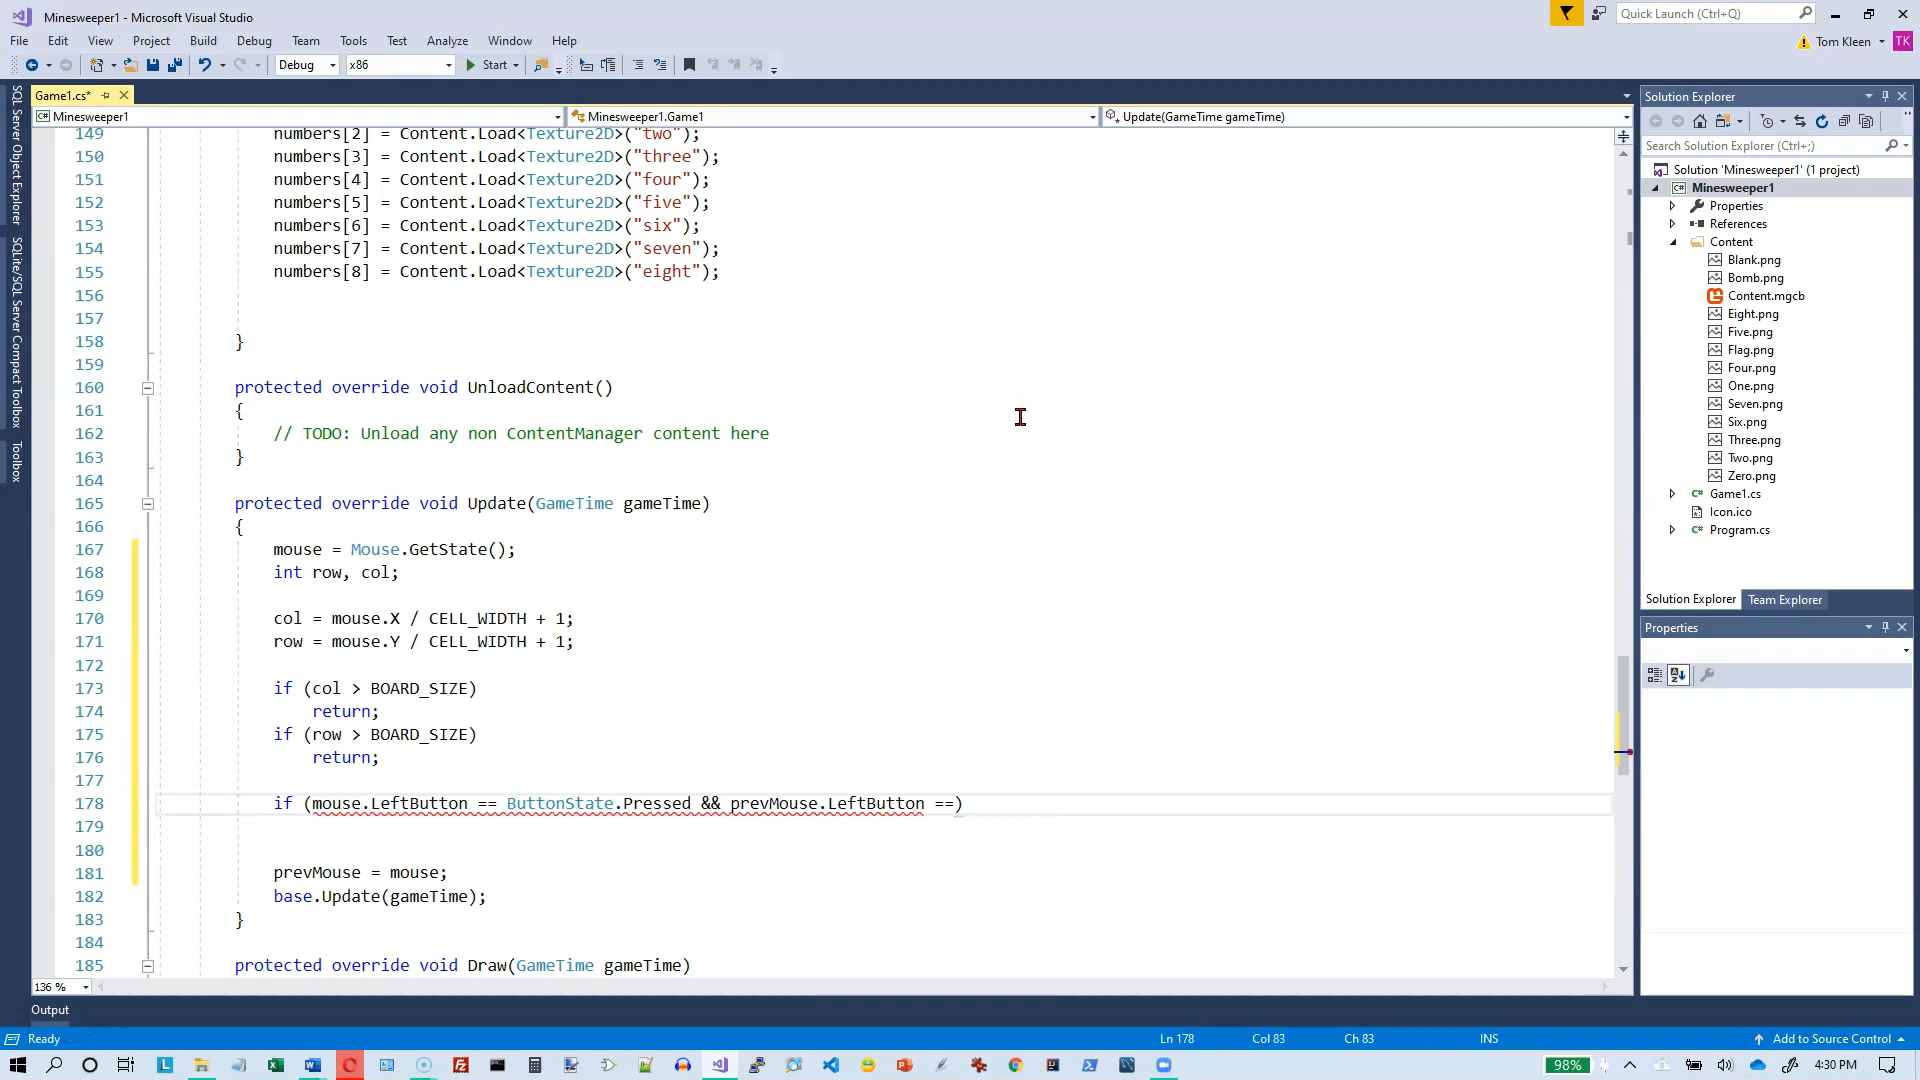 Minesweeper1 - Microsoft Visual Studio
Quick Launch (Ctrl+Q)
File Edit View Project Build Debug Team Tools Test Analyze Window Help
Tom Kleen TK
Debug x86 Start
SQL Server Object Explorer
SQLite/SQL Server Compact Toolbox
Toolbox
Game1.cs*
Minesweeper1 Minesweeper1.Game1 Update(GameTime gameTime)
149 numbers[2] = Content.Load<Texture2D>("two");
150 numbers[3] = Content.Load<Texture2D>("three");
151 numbers[4] = Content.Load<Texture2D>("four");
152 numbers[5] = Content.Load<Texture2D>("five");
153 numbers[6] = Content.Load<Texture2D>("six");
154 numbers[7] = Content.Load<Texture2D>("seven");
155 numbers[8] = Content.Load<Texture2D>("eight");
156
157
158 }
159
160 protected override void UnloadContent()
161 {
162 // TODO: Unload any non ContentManager content here
163 }
164
165 protected override void Update(GameTime gameTime)
166 {
167 mouse = Mouse.GetState();
168 int row, col;
169
170 col = mouse.X / CELL_WIDTH + 1;
171 row = mouse.Y / CELL_WIDTH + 1;
172
173 if (col > BOARD_SIZE)
174 return;
175 if (row > BOARD_SIZE)
176 return;
177
178 if (mouse.LeftButton == ButtonState.Pressed && prevMouse.LeftButton ==)
179
180
181 prevMouse = mouse;
182 base.Update(gameTime);
183 }
184
185 protected override void Draw(GameTime gameTime)
136 %
Solution Explorer
Search Solution Explorer (Ctrl+;)
Solution 'Minesweeper1' (1 project)
C# Minesweeper1
Properties
References
Content
Blank.png
Bomb.png
Content.mgcb
Eight.png
Five.png
Flag.png
Four.png
One.png
Seven.png
Six.png
Three.png
Two.png
Zero.png
C# Game1.cs
Icon.ico
C# Program.cs
Solution Explorer Team Explorer
Properties
Output
Ready Ln 178 Col 83 Ch 83 INS Add to Source Control
98% 4:30 PM